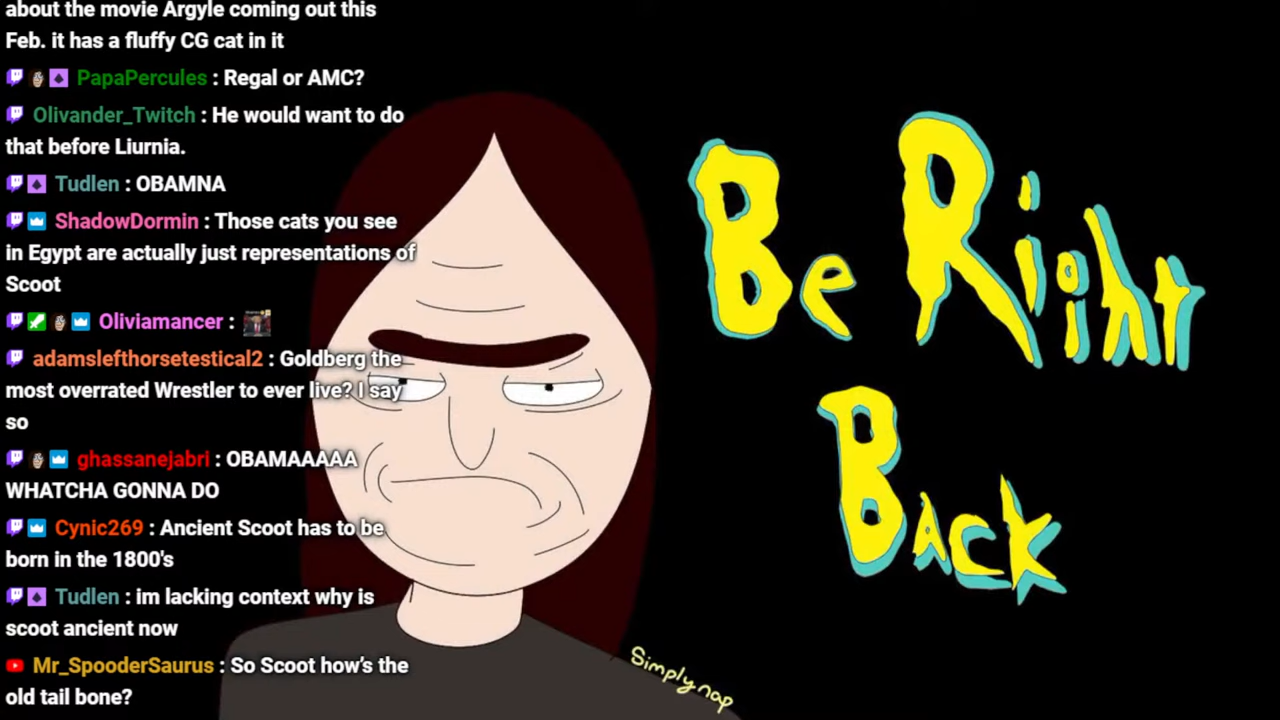 about the movie Argyle coming out this
Feb. it has a fluffy CG cat in it
PapaPercules : Regal or AMC?
Olivander_Twitch : He would want to do
that before Liurnia.
Tudlen : OBAMNA
ShadowDormin : Those cats you see
in Egypt are actually just representations of
Scoot
Oliviamancer :
adamslefthorsetestical2 : Goldberg the
most overrated Wrestler to ever live? I say
so
ghassanejabri : OBAMAAAAA
WHATCHA GONNA DO
Cynic269 : Ancient Scoot has to be
born in the 1800's
Tudlen : im lacking context why is
scoot ancient now
Mr_SpooderSaurus : So Scoot how's the
old tail bone?
Be Right
Back
Simplynap